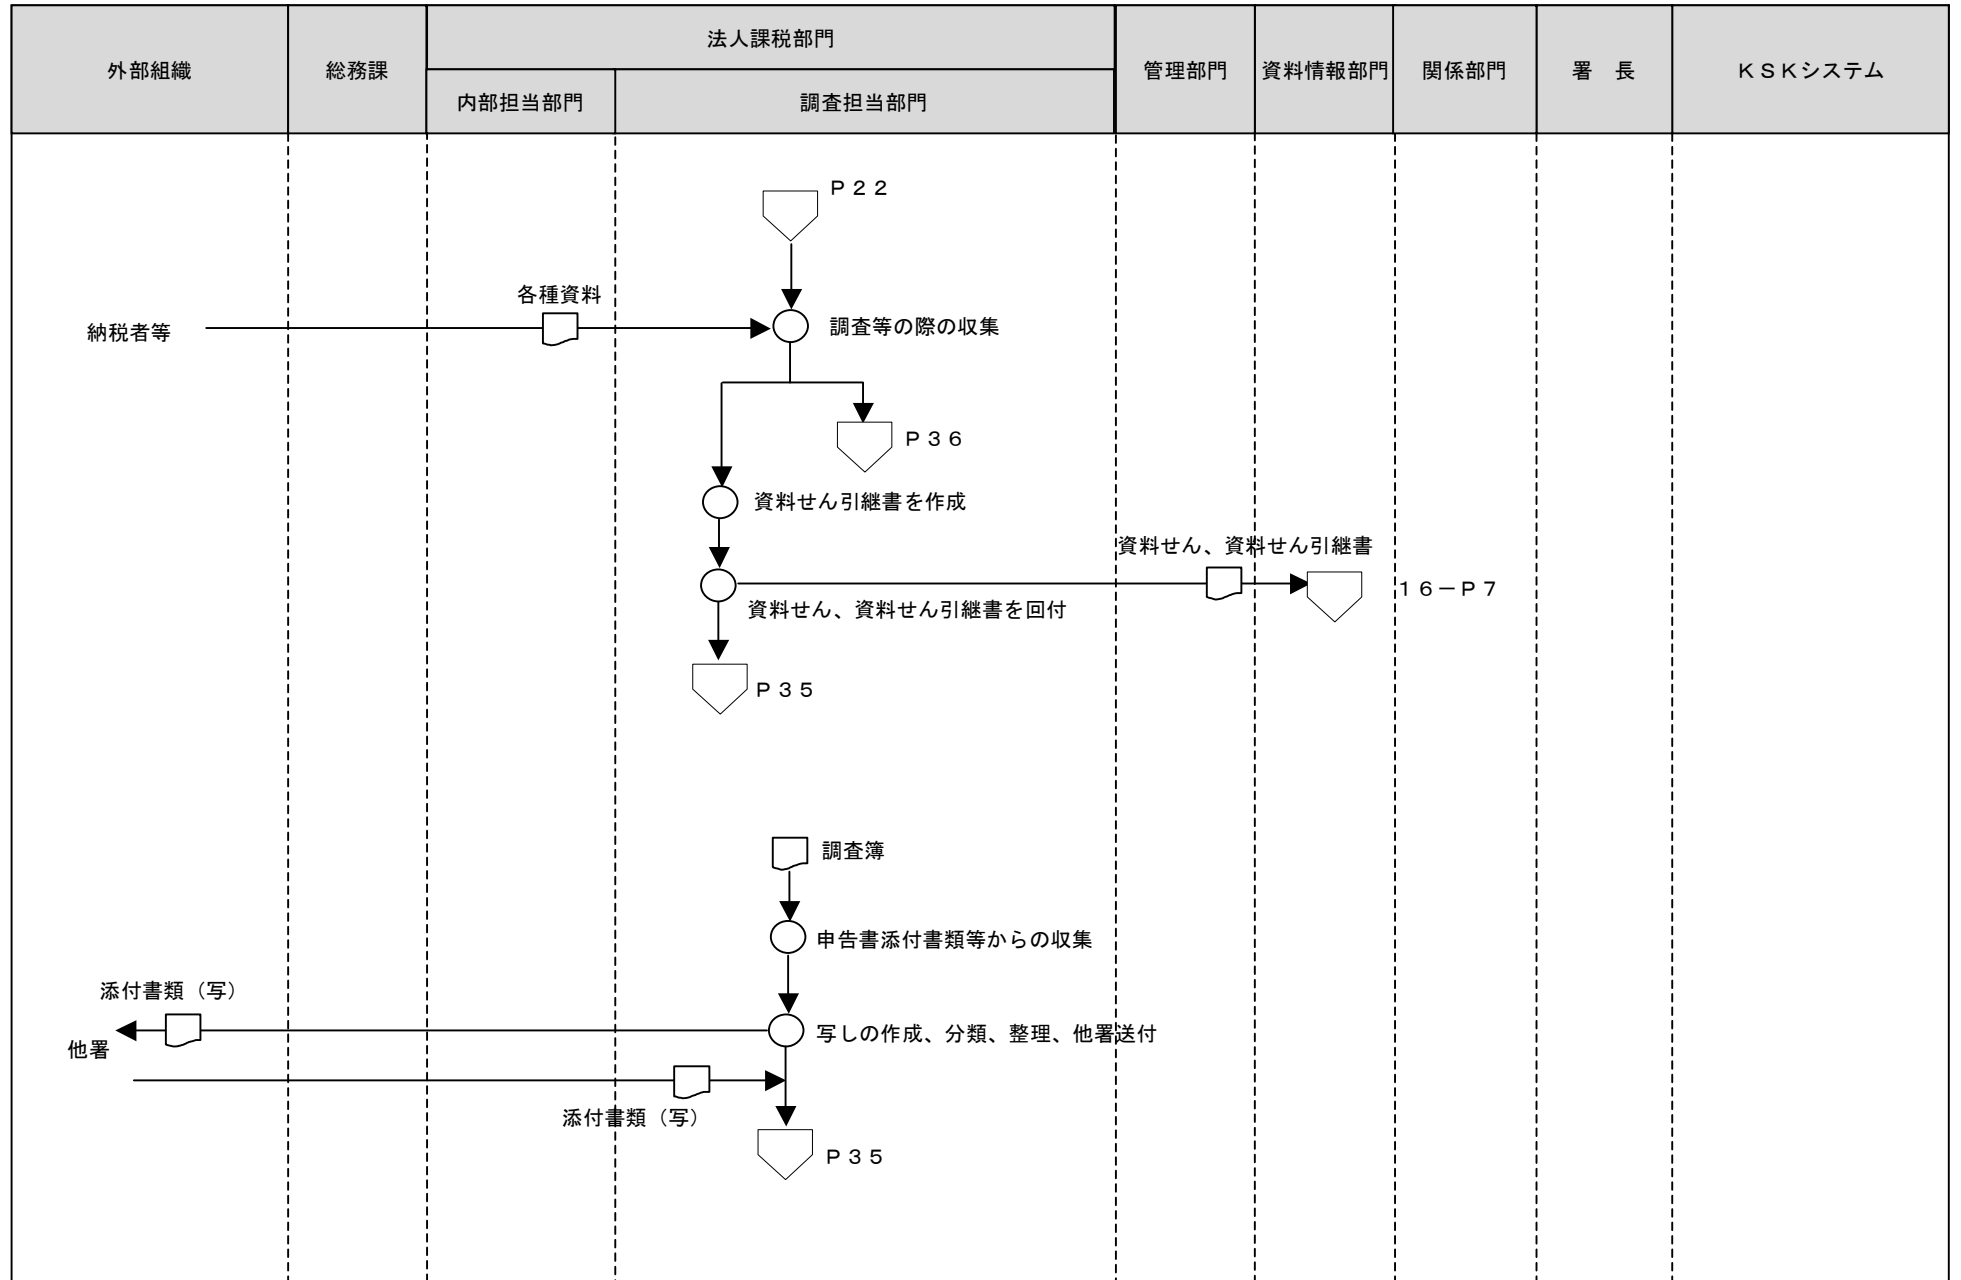 外部組織
総務課
法人課税部門
内部担当部門
調査担当部門
管理部門
資料情報部門
関係部門
署　長
ＫＳＫシステム
Ｐ２２
各種資料
納税者等
調査等の際の収集
Ｐ３６
資料せん引継書を作成
資料せん、資料せん引継書
１６－Ｐ７
資料せん、資料せん引継書を回付
Ｐ３５
調査簿
申告書添付書類等からの収集
添付書類（写）
他署
写しの作成、分類、整理、他署送付
添付書類（写）
Ｐ３５